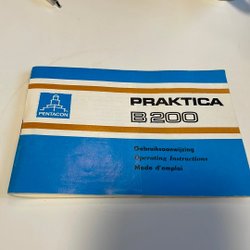 PENTACON
PRAKTICA
B 200
Gebruiksaanwijzing
Operating Instructions
Mode d'emploi